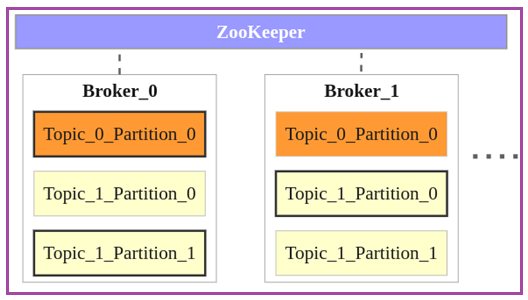 ZooKeeper
Broker_0
Topic_0_Partition_0
Topic_1_Partition_0
Topic_1_Partition_1
Broker_1
Topic_0_Partition_0
Topic_1_Partition_0
Topic_1_Partition_1